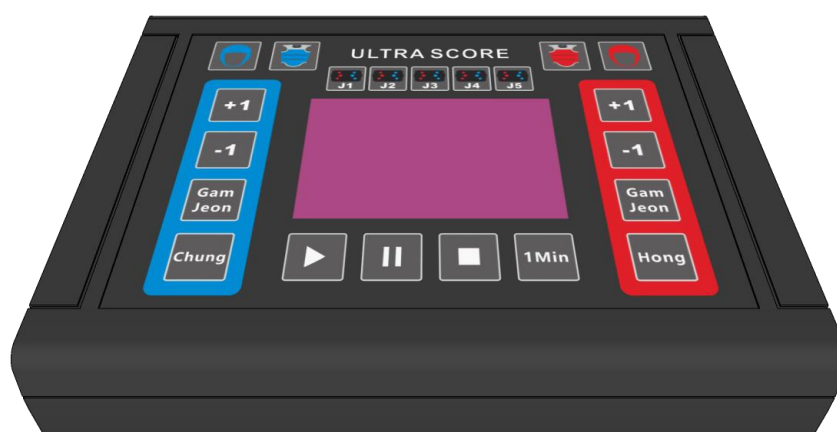 ULTRA SCORE
J1 J2 J3 J4 J5
+1
-1
Gam
Jeon
Chung
1Min
+1
-1
Gam
Jeon
Hong